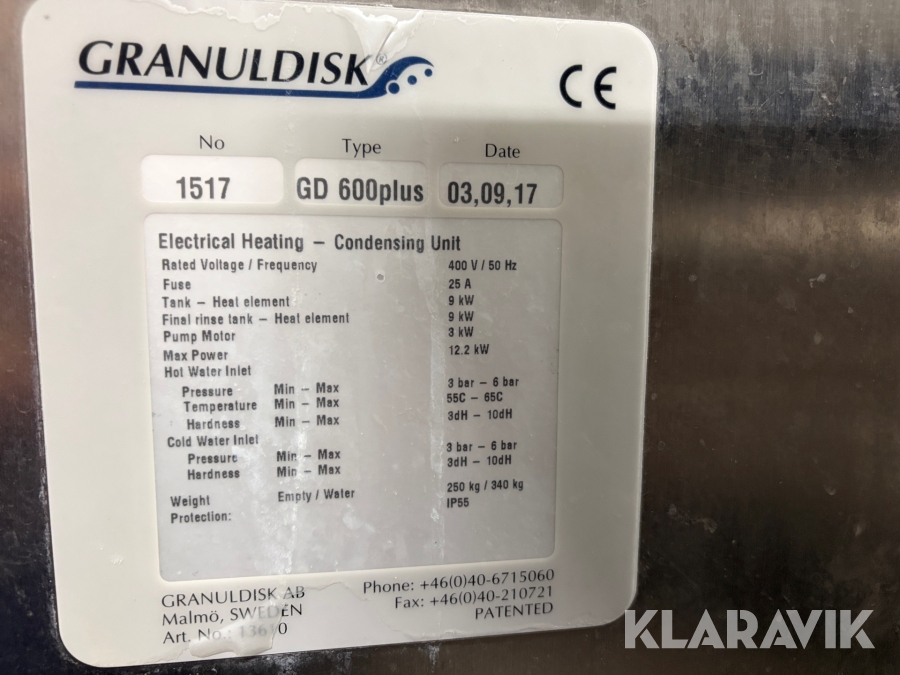 GRANULDISK®
CE
No Type Date
1517 GD 600plus 03,09,17
Electrical Heating – Condensing Unit
Rated Voltage / Frequency 400 V / 50 Hz
Fuse 25 A
Tank – Heat element 9 kW
Final rinse tank – Heat element 9 kW
Pump Motor 3 kW
Max Power 12.2 kW
Hot Water Inlet
Pressure Min – Max 3 bar – 6 bar
Temperature Min – Max 55C – 65C
Hardness Min – Max 3dH – 10dH
Cold Water Inlet
Pressure Min – Max 3 bar – 6 bar
Hardness Min – Max 3dH – 10dH
Weight Empty / Water 250 kg / 340 kg
Protection: IP55
GRANULDISK AB Phone: +46(0)40-6715060
Malmö, SWEDEN Fax: +46(0)40-210721
Art. No.: PATENTED
KLARAVIK